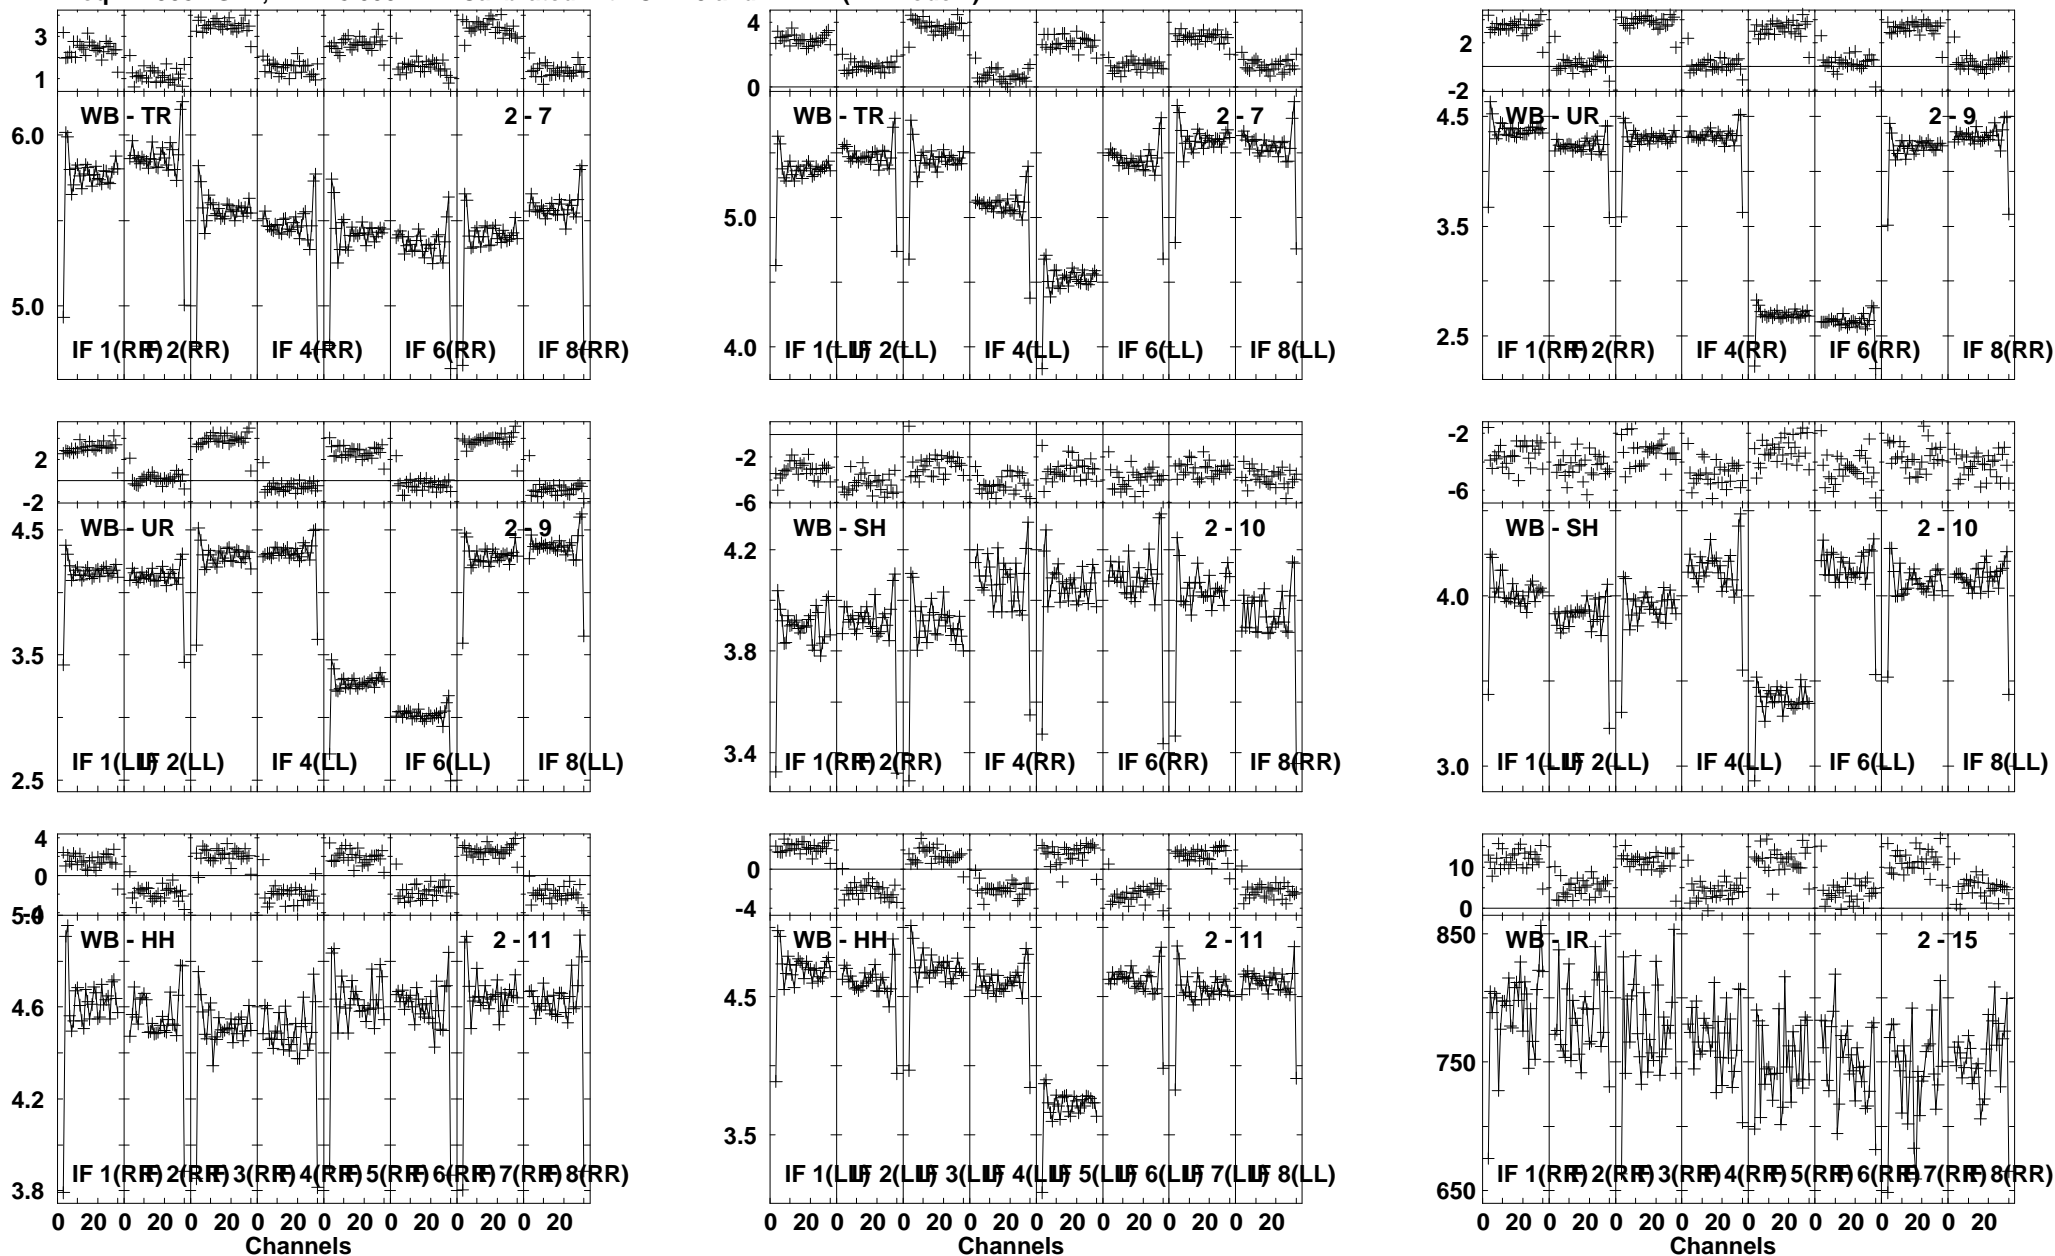 3
1
WB - TR 2 - 7
6.0
5.0
IF 1(RR) IF 2(RR) IF 4(RR) IF 6(RR) IF 8(RR)
4
0
WB - TR 2 - 7
5.0
4.0
IF 1(LL) IF 2(LL) IF 4(LL) IF 6(LL) IF 8(LL)
2
-2
WB - UR 2 - 9
4.5
3.5
2.5
IF 1(RR) IF 2(RR) IF 4(RR) IF 6(RR) IF 8(RR)
2
-2
WB - UR 2 - 9
4.5
3.5
2.5
IF 1(LL) IF 2(LL) IF 4(LL) IF 6(LL) IF 8(LL)
-2
-6
WB - SH 2 - 10
4.2
3.8
3.4
IF 1(RR) IF 2(RR) IF 4(RR) IF 6(RR) IF 8(RR)
-2
-6
WB - SH 2 - 10
4.0
3.0
IF 1(LL) IF 2(LL) IF 4(LL) IF 6(LL) IF 8(LL)
4
0
-4
5.0
WB - HH 2 - 11
4.6
4.2
3.8
IF 1(RR) IF 2(RR) IF 3(RR) IF 4(RR) IF 5(RR) IF 6(RR) IF 7(RR) IF 8(RR)
0 20 0 20 0 20 0 20 0 20 0 20 0 20 0 20
Channels
4
0
-4
WB - HH 2 - 11
4.5
3.5
IF 1(LL) IF 2(LL) IF 3(LL) IF 4(LL) IF 5(LL) IF 6(LL) IF 7(LL) IF 8(LL)
0 20 0 20 0 20 0 20 0 20 0 20 0 20 0 20
Channels
10
0
WB - IR 2 - 15
850
750
650
IF 1(RR) IF 2(RR) IF 3(RR) IF 4(RR) IF 5(RR) IF 6(RR) IF 7(RR) IF 8(RR)
0 20 0 20 0 20 0 20 0 20 0 20 0 20 0 20
Channels